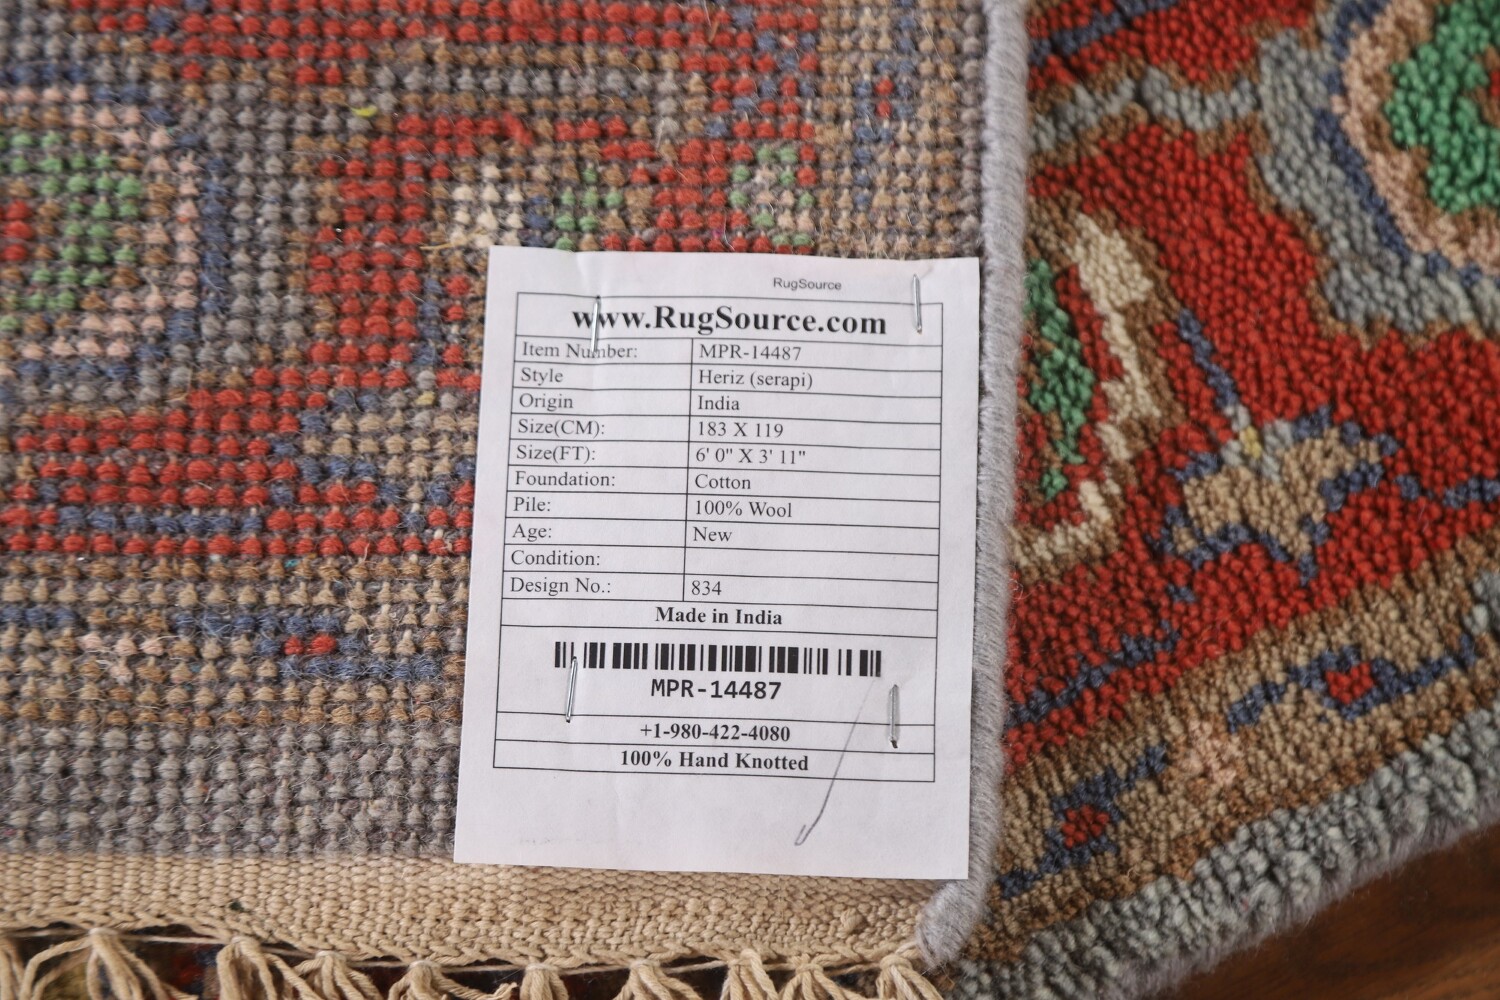 RugSource
www.RugSource.com
Item Number: MPR-14487
Style Heriz (serapi)
Origin India
Size(CM): 183 X 119
Size(FT): 6' 0" X 3' 11"
Foundation: Cotton
Pile: 100% Wool
Age: New
Condition:
Design No.: 834
Made in India
MPR-14487
+1-980-422-4080
100% Hand Knotted